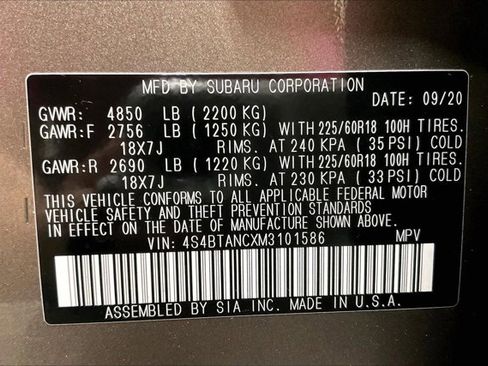 MFD BY SUBARU CORPORATION
DATE: 09/20
GVWR: 4850 LB (2200 KG)
GAWR:F 2756 LB (1250 KG) WITH 225/60R18 100H TIRES.
18X7J RIMS. AT 240 KPA (35 PSI) COLD
GAWR:R 2690 LB (1220 KG) WITH 225/60R18 100H TIRES.
18X7J RIMS. AT 230 KPA (33 PSI) COLD
THIS VEHICLE CONFORMS TO ALL APPLICABLE FEDERAL MOTOR
VEHICLE SAFETY AND THEFT PREVENTION STANDARDS
IN EFFECT ON THE DATE OF MANUFACTURE SHOWN ABOVE.
VIN: 4S4BTANCXM3101586 MPV
ASSEMBLED BY SIA INC. MADE IN U.S.A.